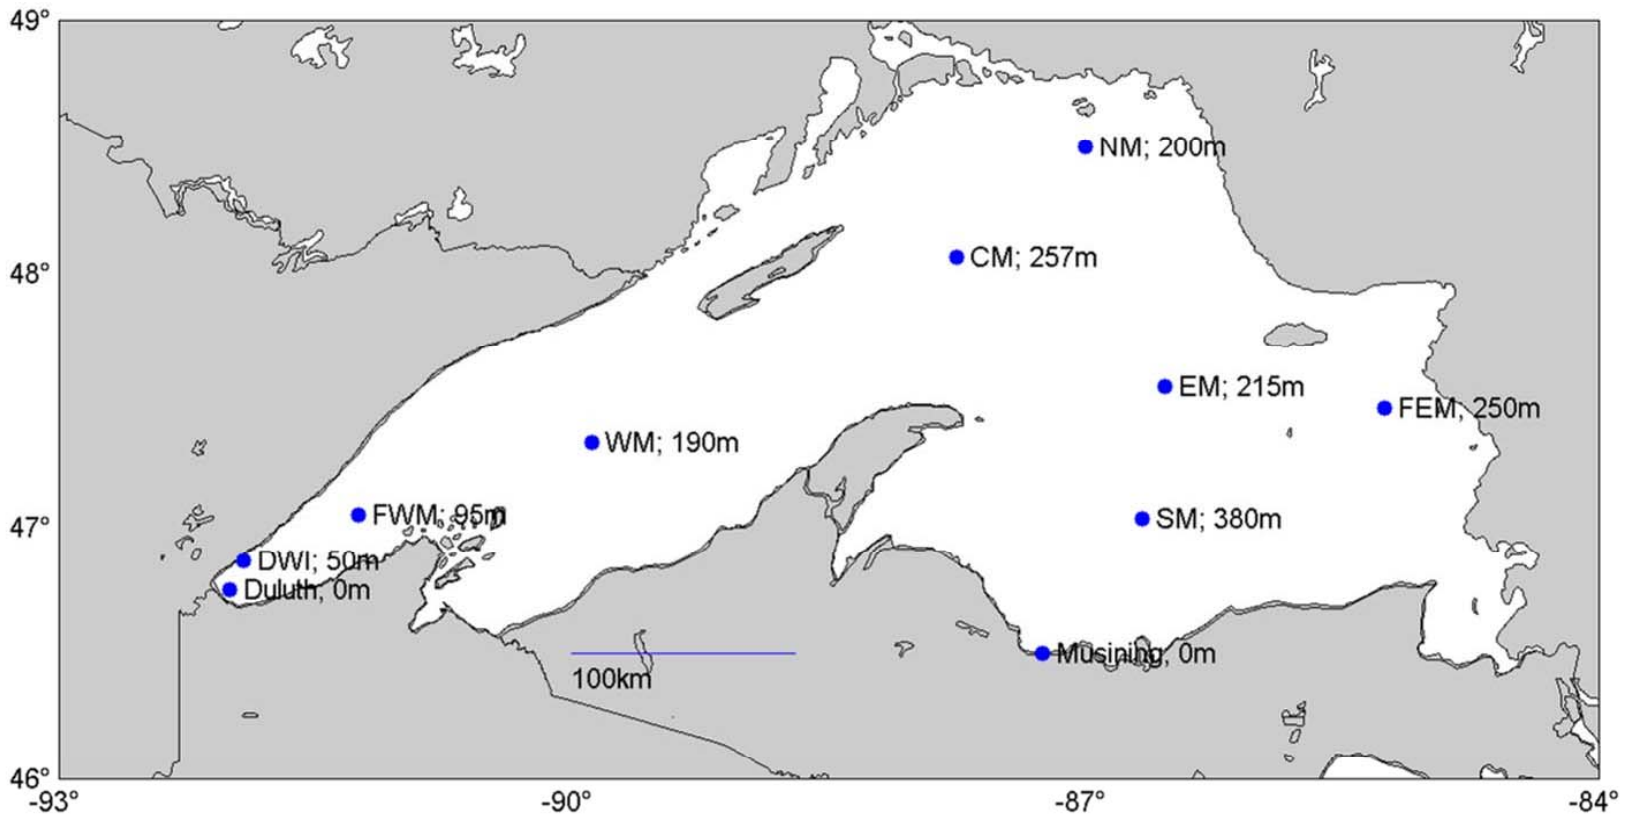 49°
NM; 200m
CM; 257m
48°
EM; 215m
FEM; 250m
WM; 190m
FWM; 95m
SM; 380m
47°
DWI; 50m
Duluth, 0m
Musining, 0m
100km
46°
-93°
-90°
-87°
-84°